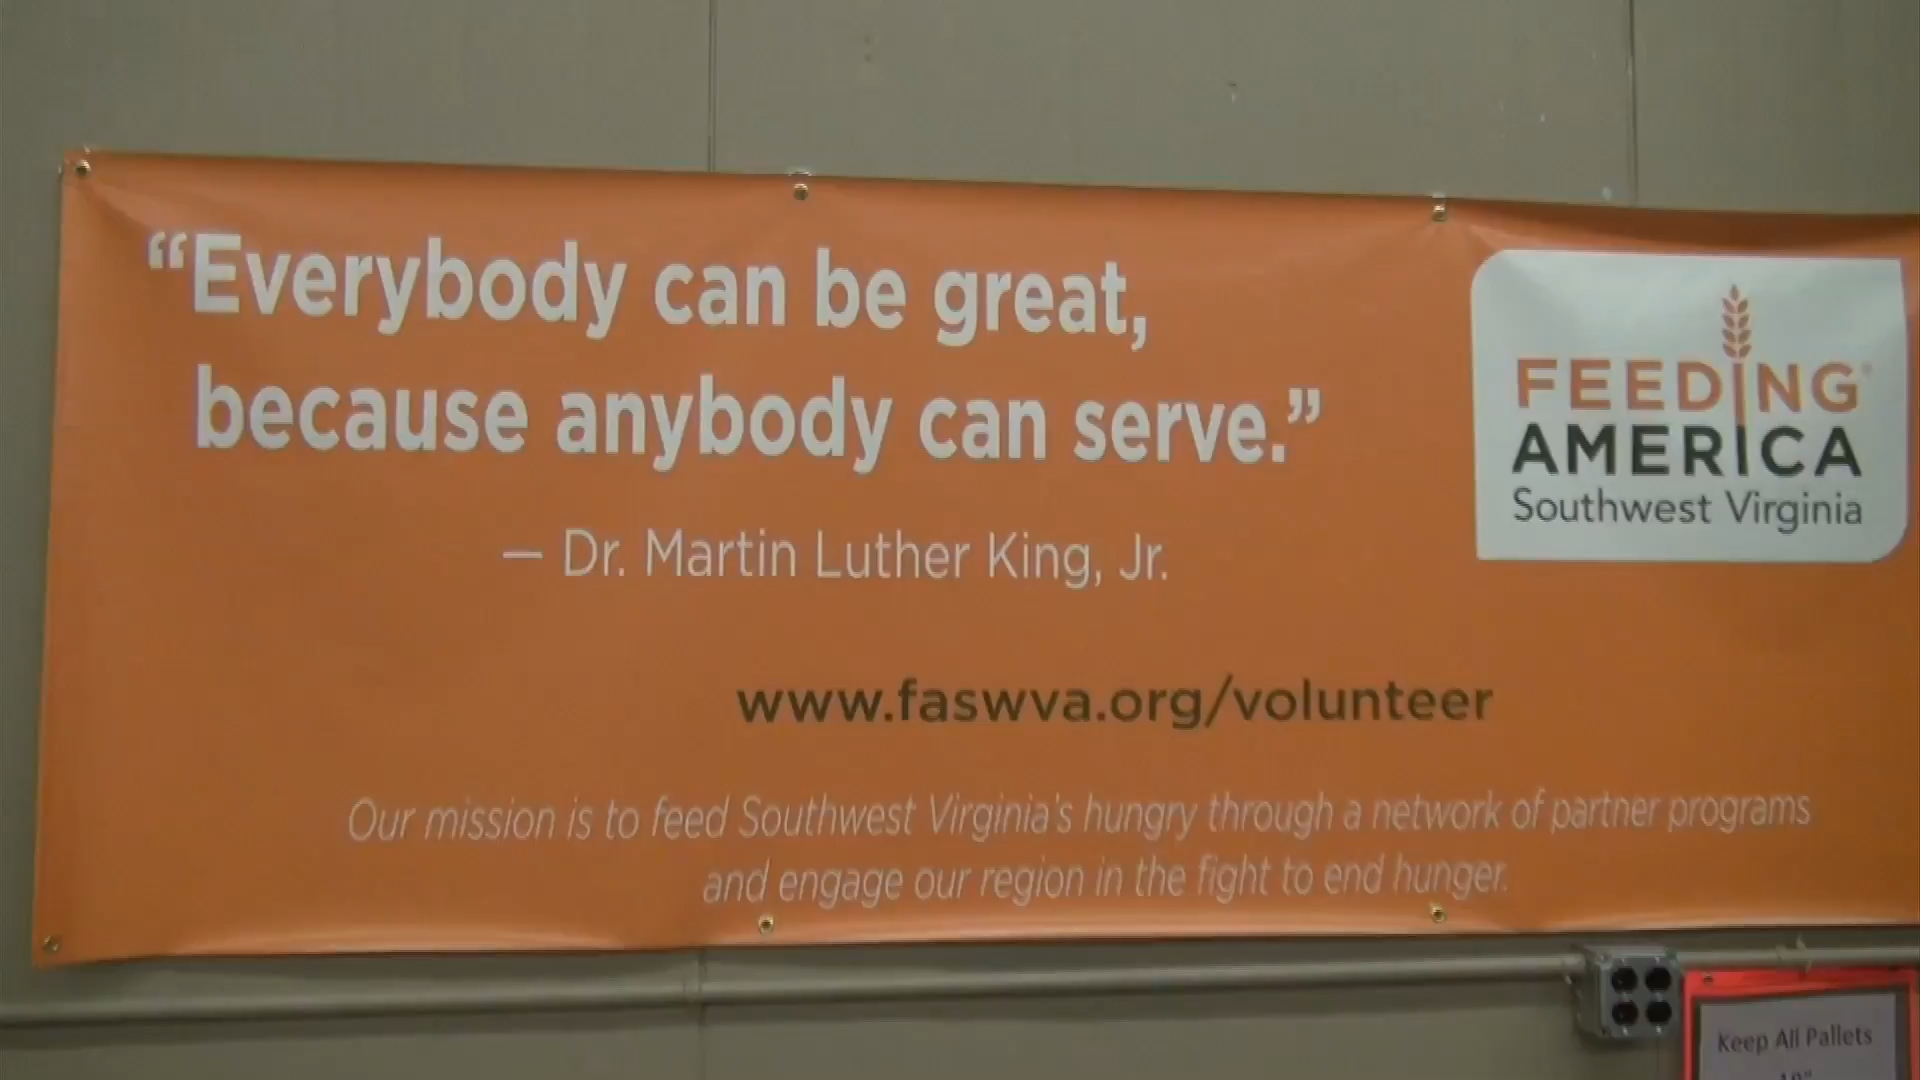 “Everybody can be great,
because anybody can serve.”
— Dr. Martin Luther King, Jr.
FEEDING®
AMERICA
Southwest Virginia
www.faswva.org/volunteer
Our mission is to feed Southwest Virginia's hungry through a network of partner programs
and engage our region in the fight to end hunger.
Keep All Pallets